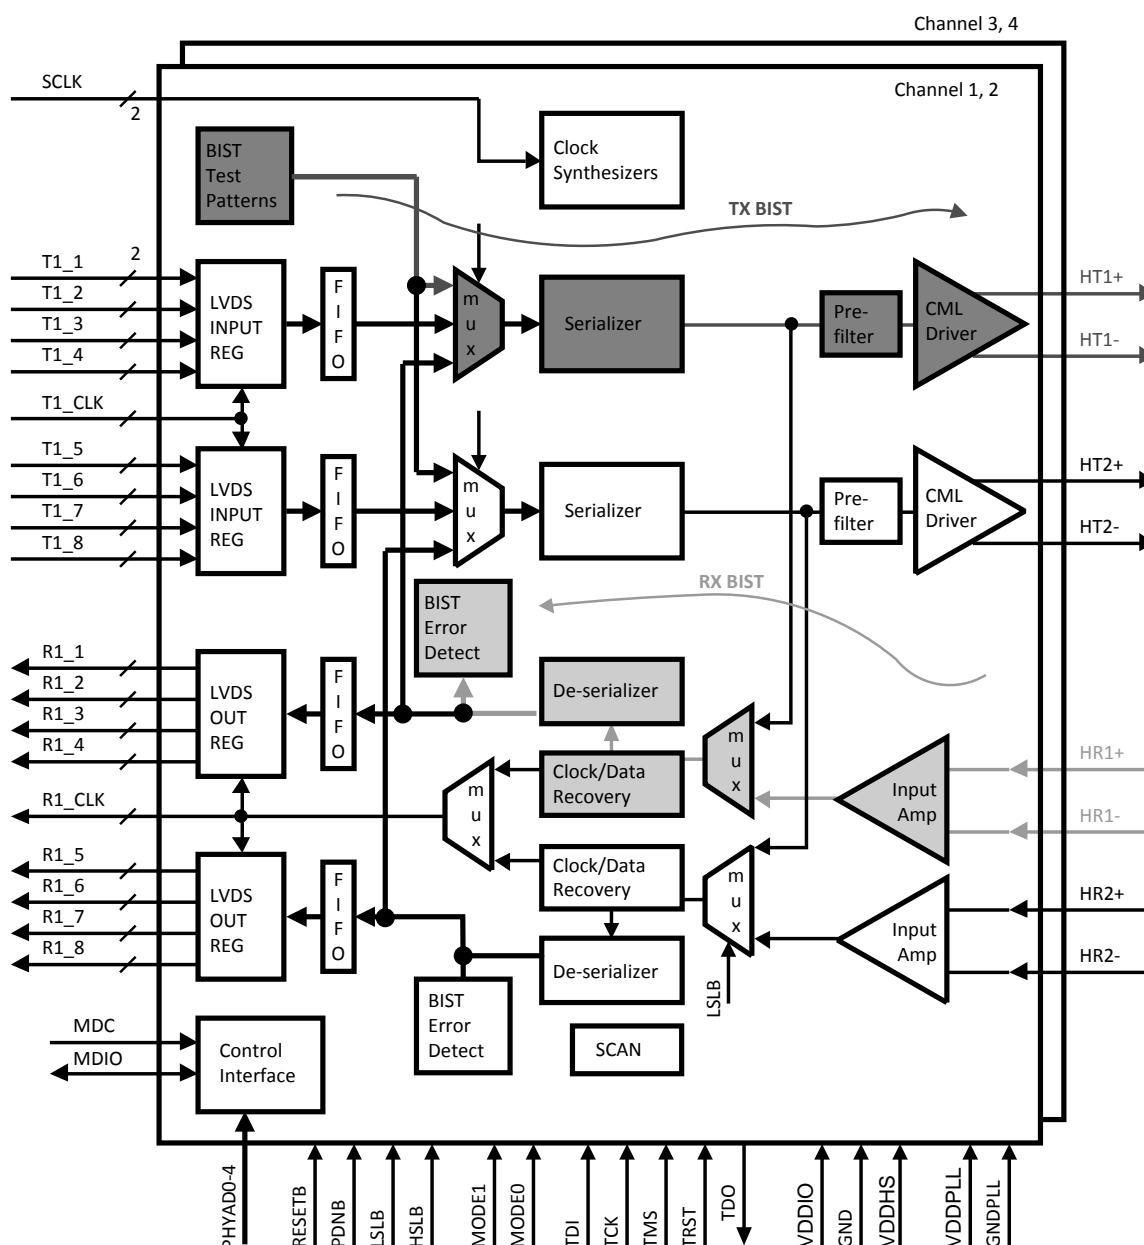 Channel 3, 4
Channel 1, 2
SCLK
2
BIST
Test
Patterns
Clock
Synthesizers
TX BIST
2
T1_1
T1_2
T1_3
T1_4
T1_CLK
T1_5
T1_6
T1_7
T1_8
LVDS
INPUT
REG
F
I
F
O
m
u
x
Serializer
Pre-
filter
CML
Driver
HT1+
HT1-
LVDS
INPUT
REG
F
I
F
O
m
u
x
Serializer
Pre-
filter
CML
Driver
HT2+
HT2-
BIST
Error
Detect
RX BIST
R1_1
R1_2
R1_3
R1_4
R1_CLK
R1_5
R1_6
R1_7
R1_8
LVDS
OUT
REG
F
I
F
O
De-serializer
Clock/Data
Recovery
m
u
x
m
u
x
Input
Amp
HR1+
HR1-
LVDS
OUT
REG
F
I
F
O
Clock/Data
Recovery
De-serializer
m
u
x
LSLB
Input
Amp
HR2+
HR2-
BIST
Error
Detect
SCAN
MDC
MDIO
Control
Interface
PHYAD0-4
RESETB
PDNB
LSLB
HSLB
MODE1
MODE0
TDI
TCK
TMS
TRST
TDO
VDDIO
GND
VDDHS
VDDPLL
GNDPLL